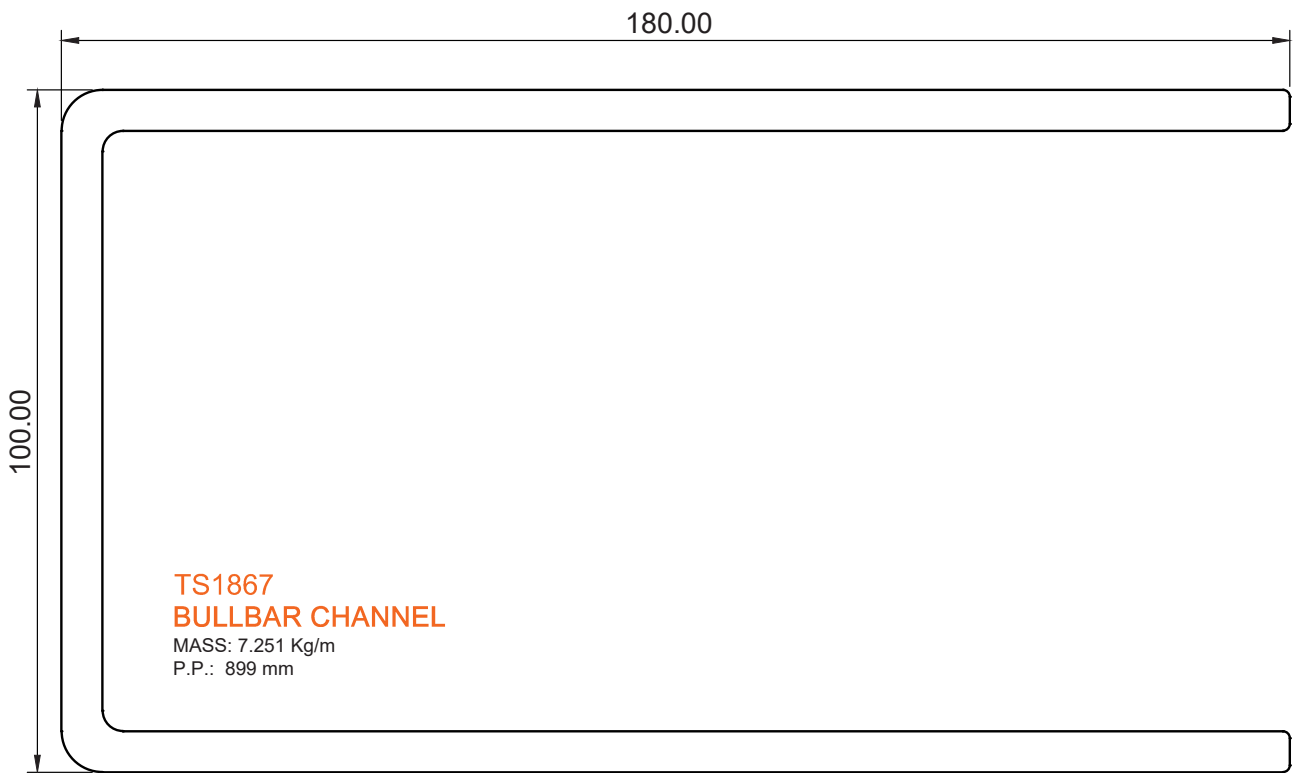 180.00
100.00
TS1867
BULLBAR CHANNEL
MASS: 7.251 Kg/m
P.P.: 899 mm